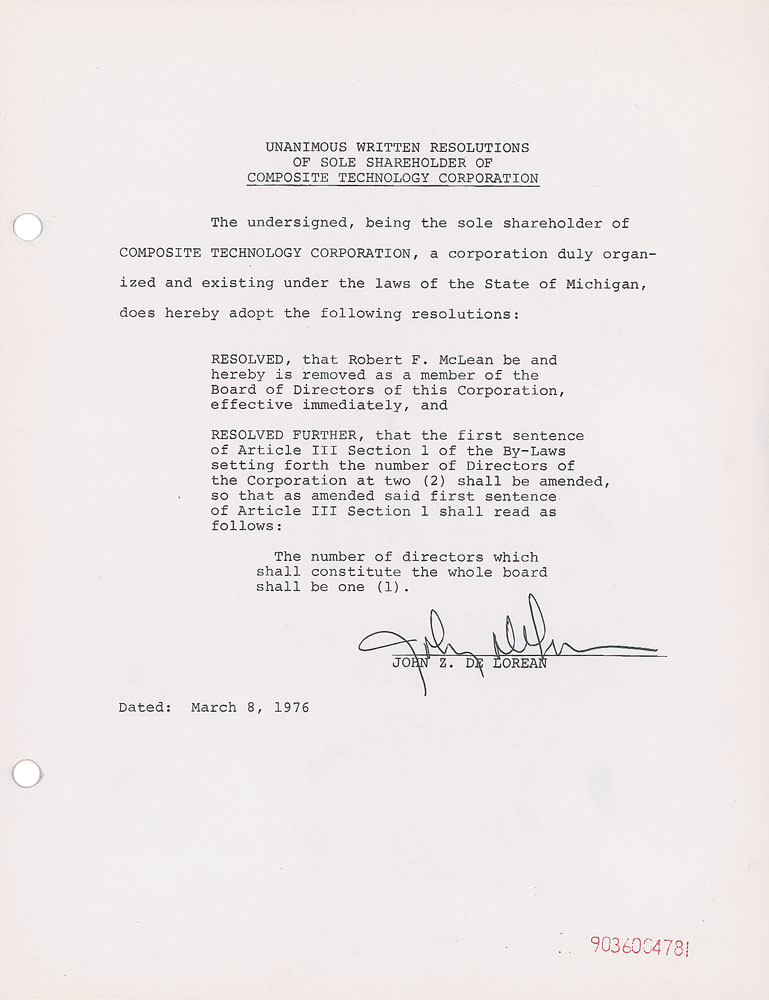 UNANIMOUS WRITTEN RESOLUTIONS
OF SOLE SHAREHOLDER OF
COMPOSITE TECHNOLOGY CORPORATION
The undersigned, being the sole shareholder of
COMPOSITE TECHNOLOGY CORPORATION, a corporation duly organ-
ized and existing under the laws of the State of Michigan,
does hereby adopt the following resolutions:
RESOLVED, that Robert F. McLean be and
hereby is removed as a member of the
Board of Directors of this Corporation,
effective immediately, and
RESOLVED FURTHER, that the first sentence
of Article III Section 1 of the By-Laws
setting forth the number of Directors of
the Corporation at two (2) shall be amended,
so that as amended said first sentence
of Article III Section 1 shall read as
follows:
The number of directors which
shall constitute the whole board
shall be one (1).
JOHN Z. DE LOREAN
Dated: March 8, 1976
9036004781